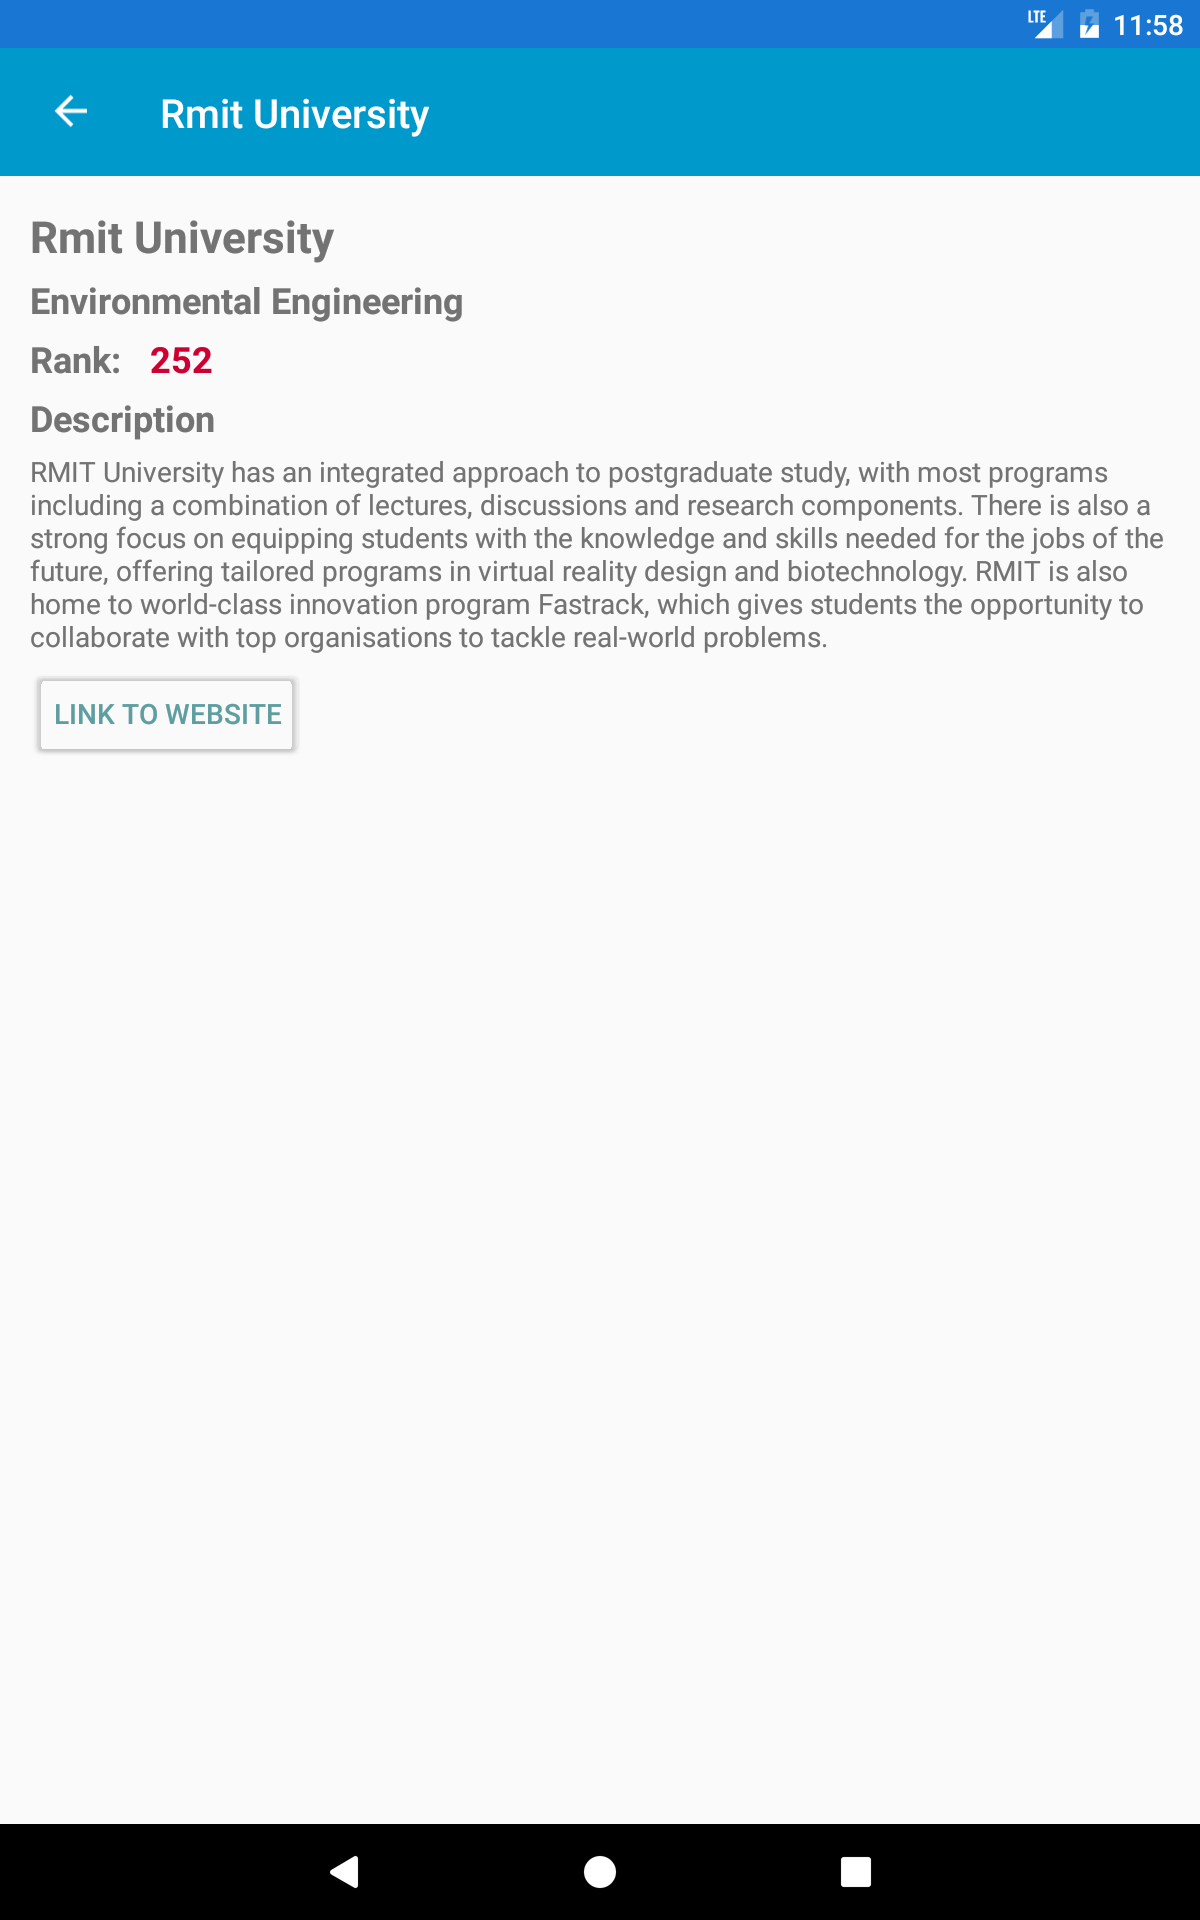 LTE 11:58
Rmit University
Rmit University
Environmental Engineering
Rank: 252
Description
RMIT University has an integrated approach to postgraduate study, with most programs
including a combination of lectures, discussions and research components. There is also a
strong focus on equipping students with the knowledge and skills needed for the jobs of the
future, offering tailored programs in virtual reality design and biotechnology. RMIT is also
home to world-class innovation program Fastrack, which gives students the opportunity to
collaborate with top organisations to tackle real-world problems.
LINK TO WEBSITE